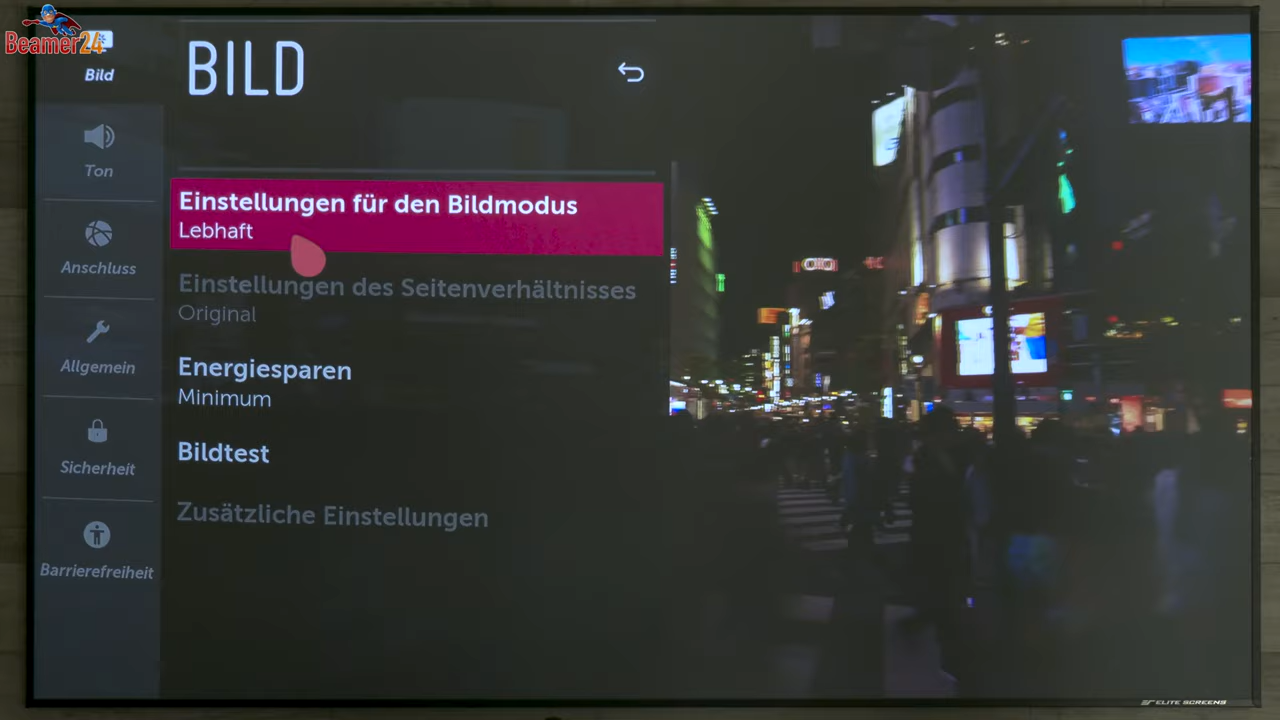 Beamer24
Bild
BILD
Ton
Anschluss
Allgemein
Sicherheit
Barrierefreiheit
Einstellungen für den Bildmodus
Lebhaft
Einstellungen des Seitenverhältnisses
Original
Energiesparen
Minimum
Bildtest
Zusätzliche Einstellungen
ELITE SCREENS